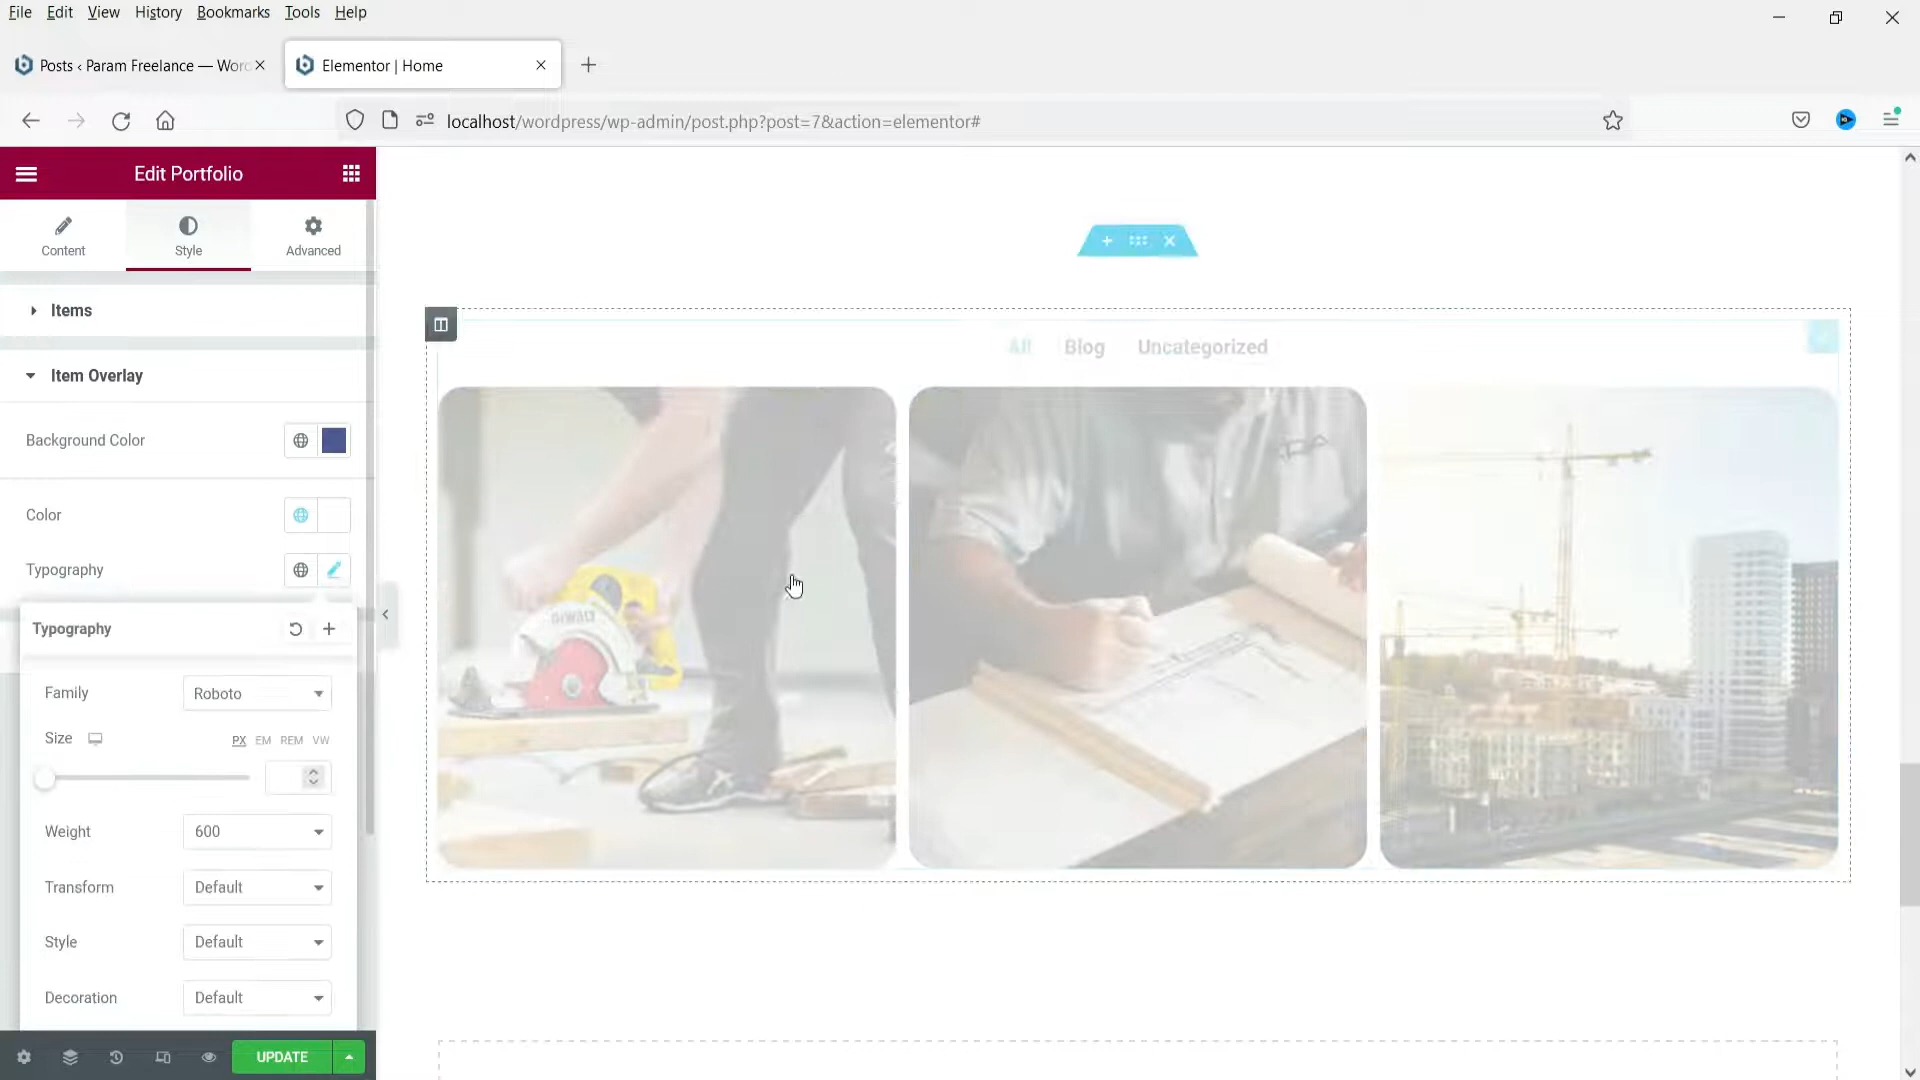 File Edit View History Bookmarks Tools Help
Posts ‹ Param Freelance — Word
Elementor | Home
localhost/wordpress/wp-admin/post.php?post=7&action=elementor#
Edit Portfolio
Content Style Advanced
Items
Item Overlay
Background Color
Color
Typography
Typography
Family Roboto
Size PX EM REM VW
Weight 600
Transform Default
Style Default
Decoration Default
UPDATE
All Blog Uncategorized
DEWALT